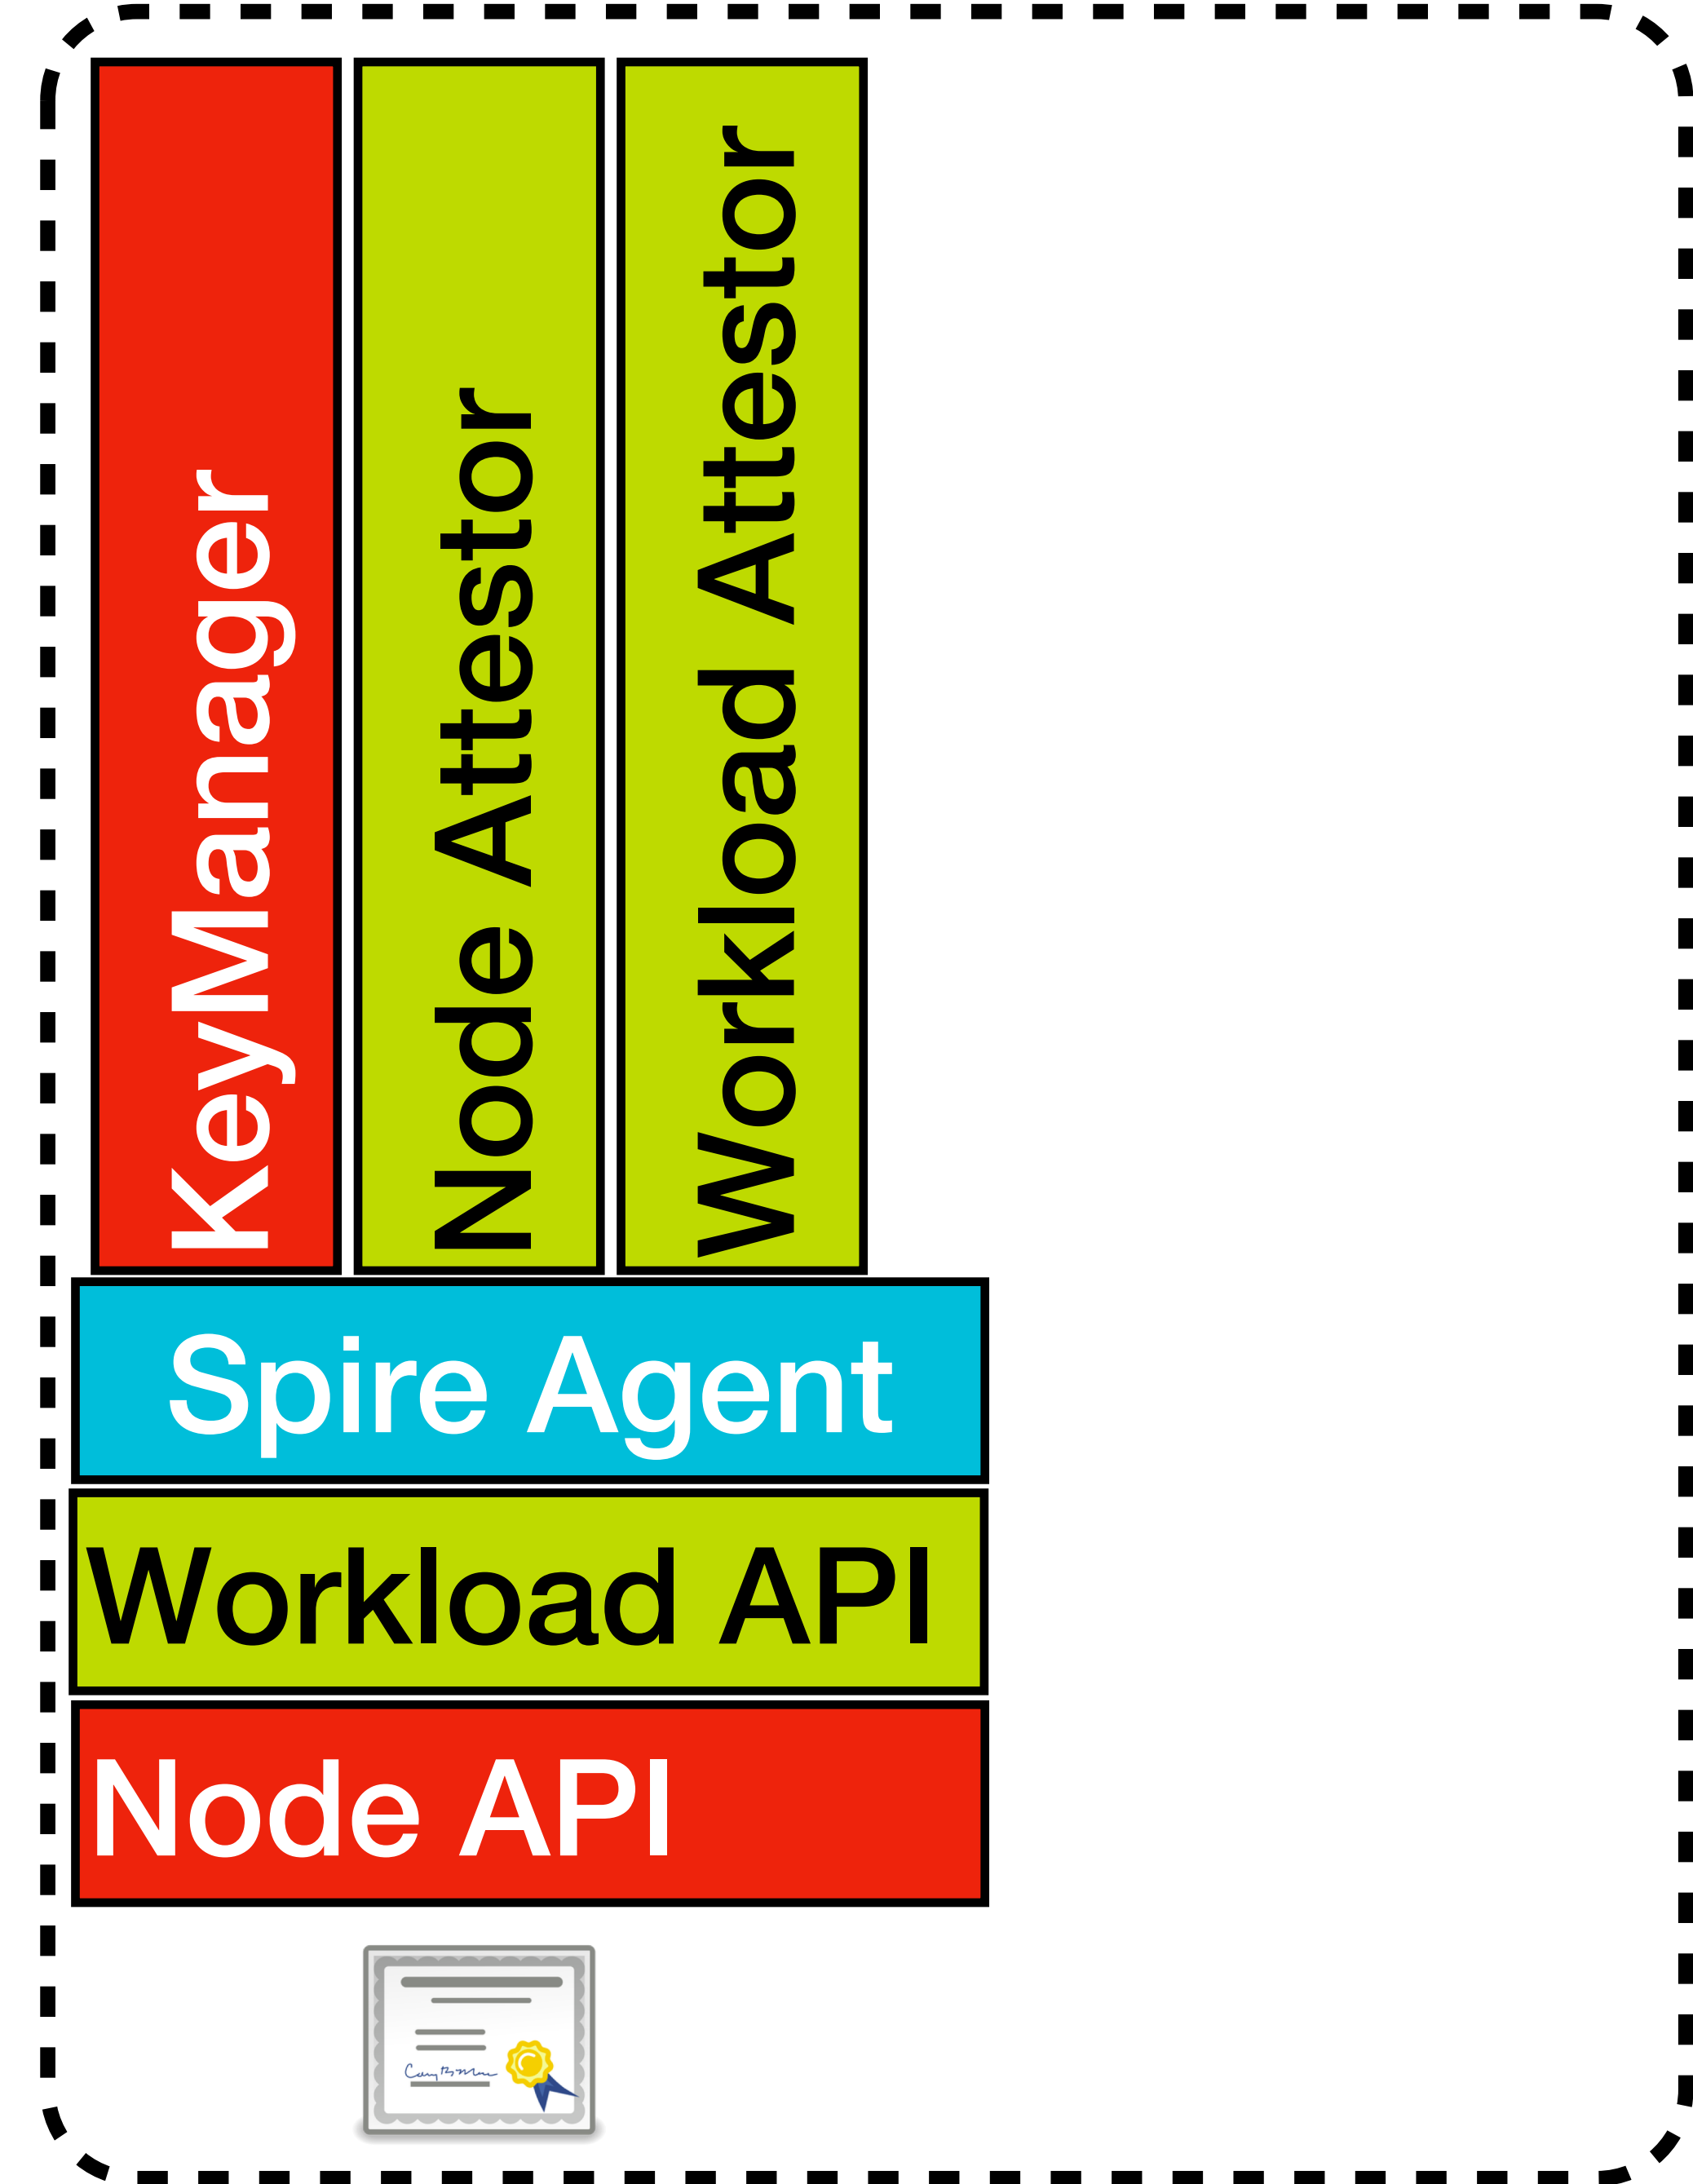 KeyManager
Node Attestor
Workload Attestor
Spire Agent
Workload API
Node API